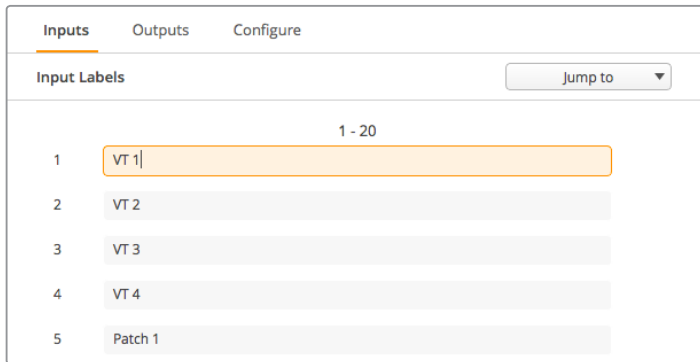 Inputs Outputs Configure
Input Labels Jump to
1 - 20
1 VT 1
2 VT 2
3 VT 3
4 VT 4
5 Patch 1